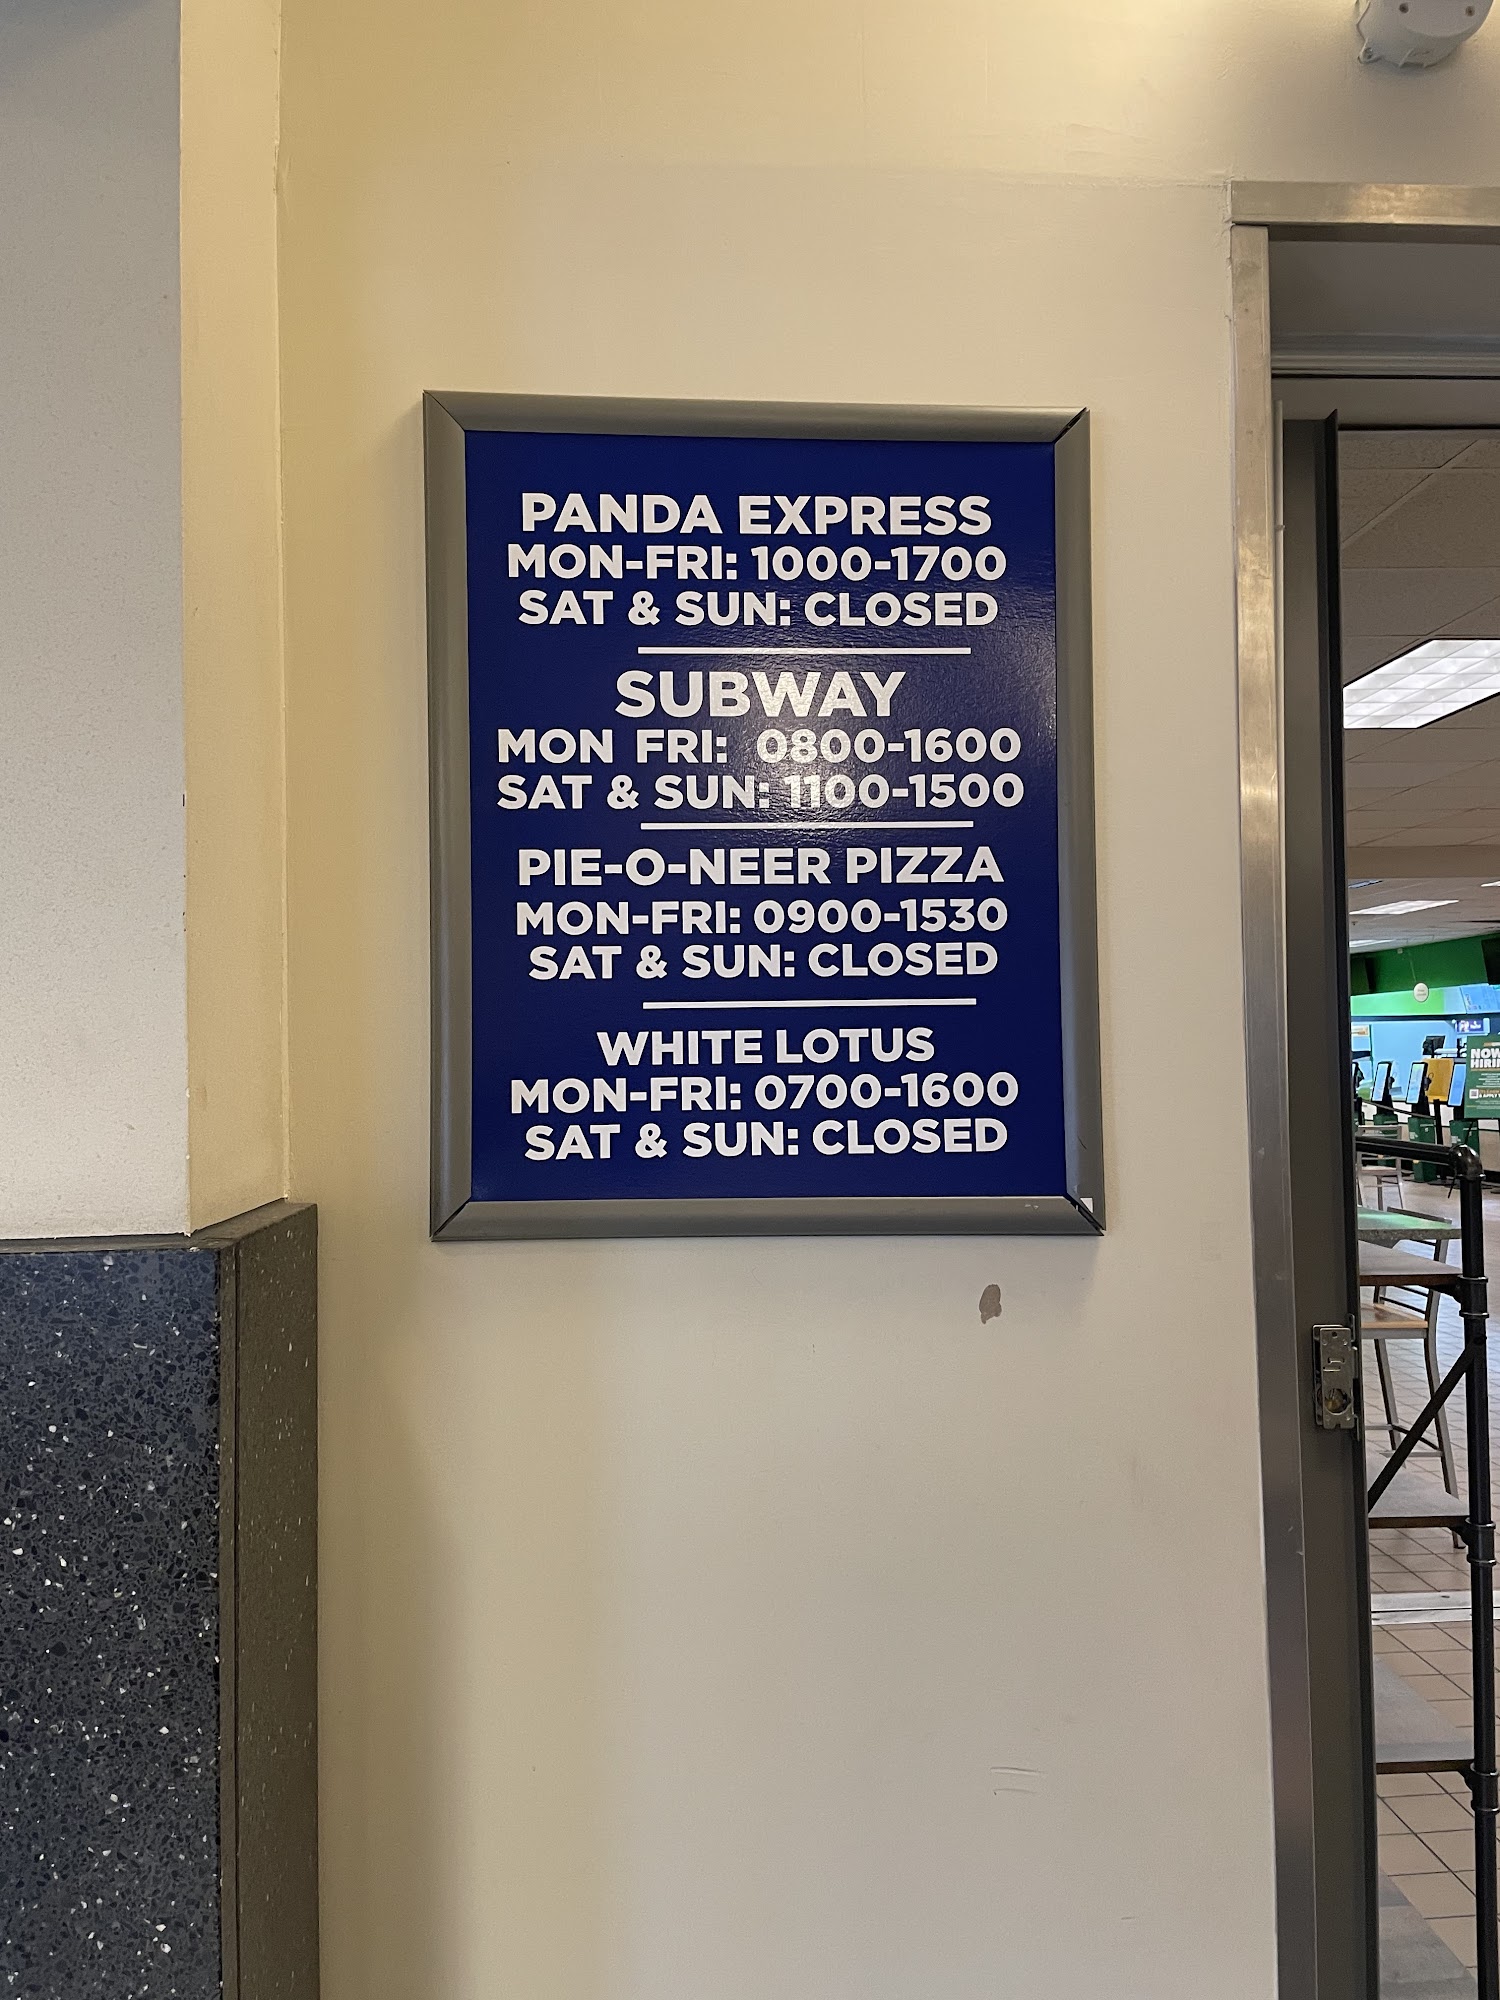 PANDA EXPRESS
MON-FRI: 1000-1700
SAT & SUN: CLOSED
SUBWAY
MON FRI: 0800-1600
SAT & SUN: 1100-1500
PIE-O-NEER PIZZA
MON-FRI: 0900-1530
SAT & SUN: CLOSED
WHITE LOTUS
MON-FRI: 0700-1600
SAT & SUN: CLOSED
NOW